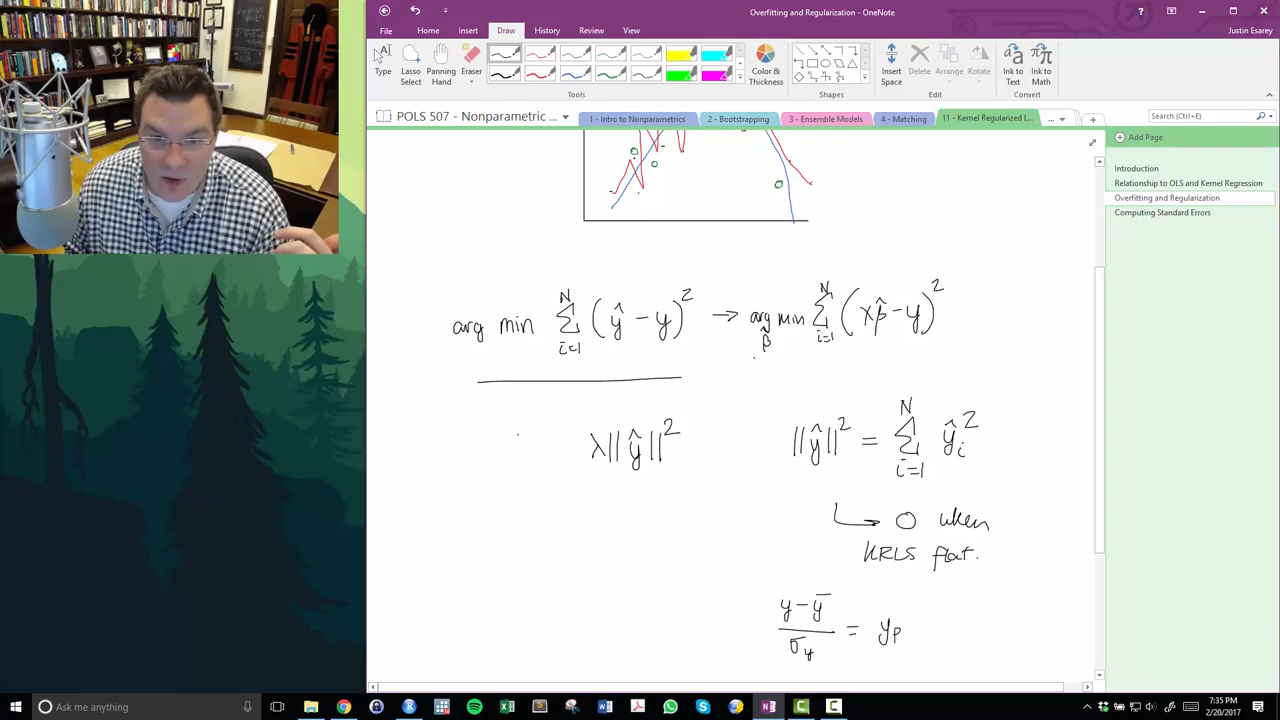 Overfitting and Regularization - OneNote
Justin Esarey
File Home Insert Draw History Review View
Type Lasso Select Panning Hand Eraser Color & Thickness Insert Space Delete Arrange Rotate Ink to Text Ink to Math
Tools Shapes Edit Convert
POLS 507 - Nonparametric ... 1 - Intro to Nonparametrics 2 - Bootstrapping 3 - Ensemble Models 4 - Matching 11 - Kernel Regularized L... Search (Ctrl+E)
Add Page
Introduction
Relationship to OLS and Kernel Regression
Overfitting and Regularization
Computing Standard Errors
arg min Σ_{i=1}^{N} (ŷ - y)² → arg min_{β̂} Σ_{i=1}^{N} (xβ̂ - y)²
λ||ŷ||² ||ŷ||² = Σ_{i=1}^{N} ŷ_i²
↳ 0 when
KRLS flat.
(y - ȳ)/σ_y = y_p
Ask me anything
7:35 PM
2/20/2017